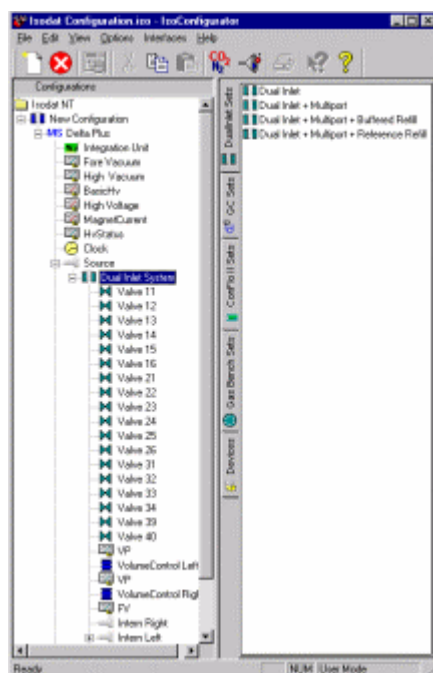 Isodat Configuration.iso - IsoConfigurator
File Edit View Options Interfaces Help
CO2
N2
Configurations
Isodat NT
New Configuration
MS Delta Plus
Integration Unit
Fore Vacuum
High Vacuum
BasicHv
High Voltage
MagnetCurrent
HvStatus
Clock
Source
Dual Inlet System
Valve 11
Valve 12
Valve 13
Valve 14
Valve 15
Valve 16
Valve 21
Valve 22
Valve 23
Valve 24
Valve 25
Valve 26
Valve 31
Valve 32
Valve 33
Valve 34
Valve 39
Valve 40
VP
VolumeControl Left
VP
VolumeControl Rig
FV
Intern Right
Intern Left
DualInlet Sets
GC Sets
ConFlo II Sets
Gas Bench Sets
Devices
Dual Inlet
Dual Inlet + Multiport
Dual Inlet + Multiport + Buffered Refill
Dual Inlet + Multiport + Reference Refill
Ready
NUM User Mode